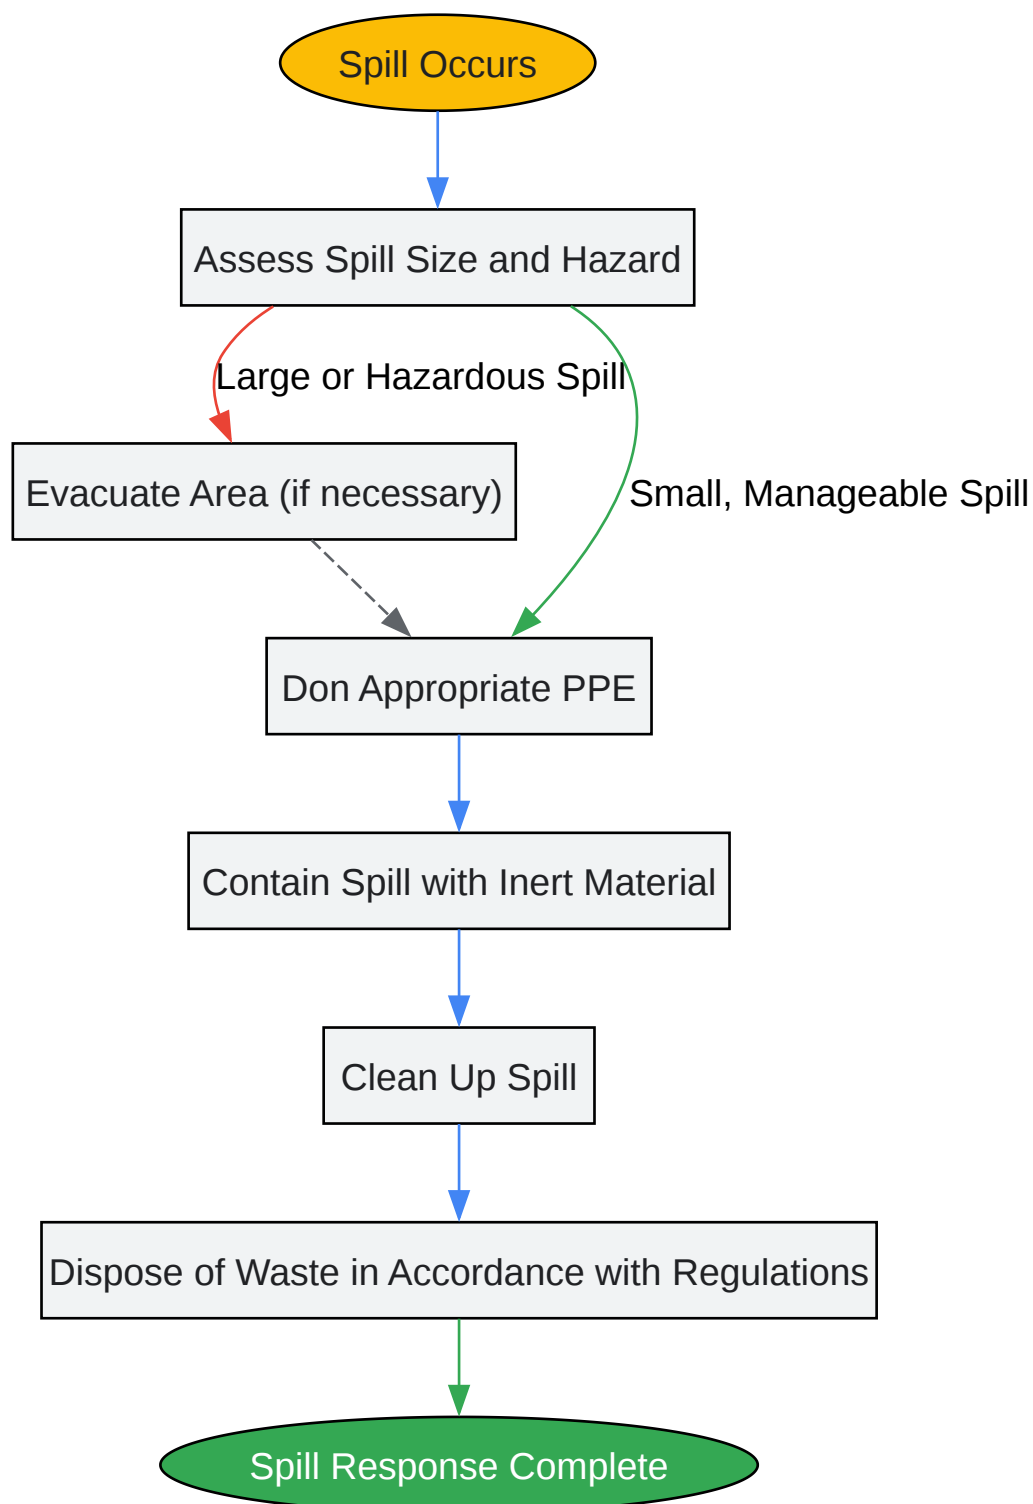 Spill Occurs
Assess Spill Size and Hazard
Large or Hazardous Spill
Evacuate Area (if necessary)
Small, Manageable Spill
Don Appropriate PPE
Contain Spill with Inert Material
Clean Up Spill
Dispose of Waste in Accordance with Regulations
Spill Response Complete